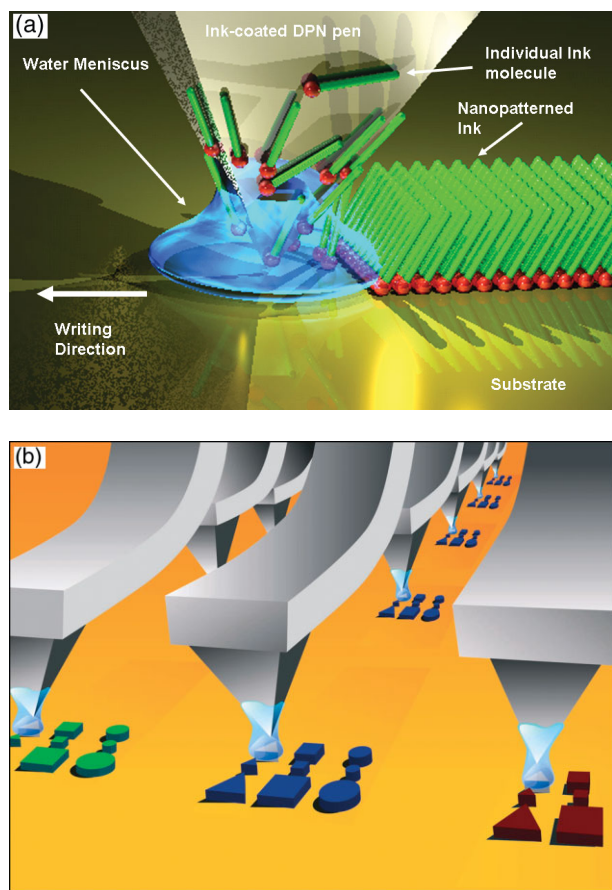 (a)
Ink-coated DPN pen
Water Meniscus
Individual Ink
molecule
Nanopatterned
Ink
Writing
Direction
Substrate
(b)